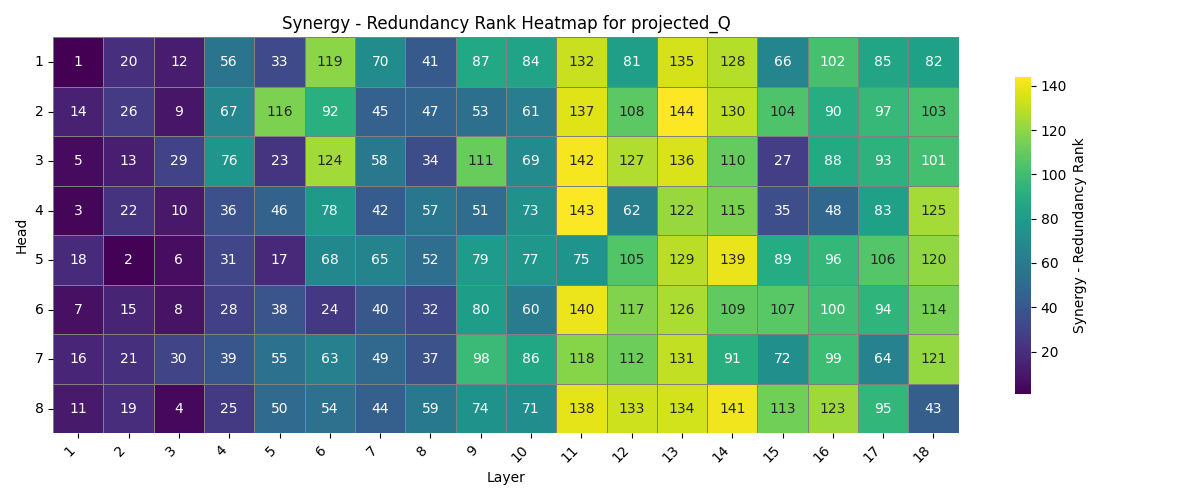 Synergy - Redundancy Rank Heatmap for projected_Q
Head
1 1 20 12 56 33 119 70 41 87 84 132 81 135 128 66 102 85 82
2 14 26 9 67 116 92 45 47 53 61 137 108 144 130 104 90 97 103
3 5 13 29 76 23 124 58 34 111 69 142 127 136 110 27 88 93 101
4 3 22 10 36 46 78 42 57 51 73 143 62 122 115 35 48 83 125
5 18 2 6 31 17 68 65 52 79 77 75 105 129 139 89 96 106 120
6 7 15 8 28 38 24 40 32 80 60 140 117 126 109 107 100 94 114
7 16 21 30 39 55 63 49 37 98 86 118 112 131 91 72 99 64 121
8 11 19 4 25 50 54 44 59 74 71 138 133 134 141 113 123 95 43
1 2 3 4 5 6 7 8 9 10 11 12 13 14 15 16 17 18
Layer
140
120
100
80
60
40
20
Synergy - Redundancy Rank